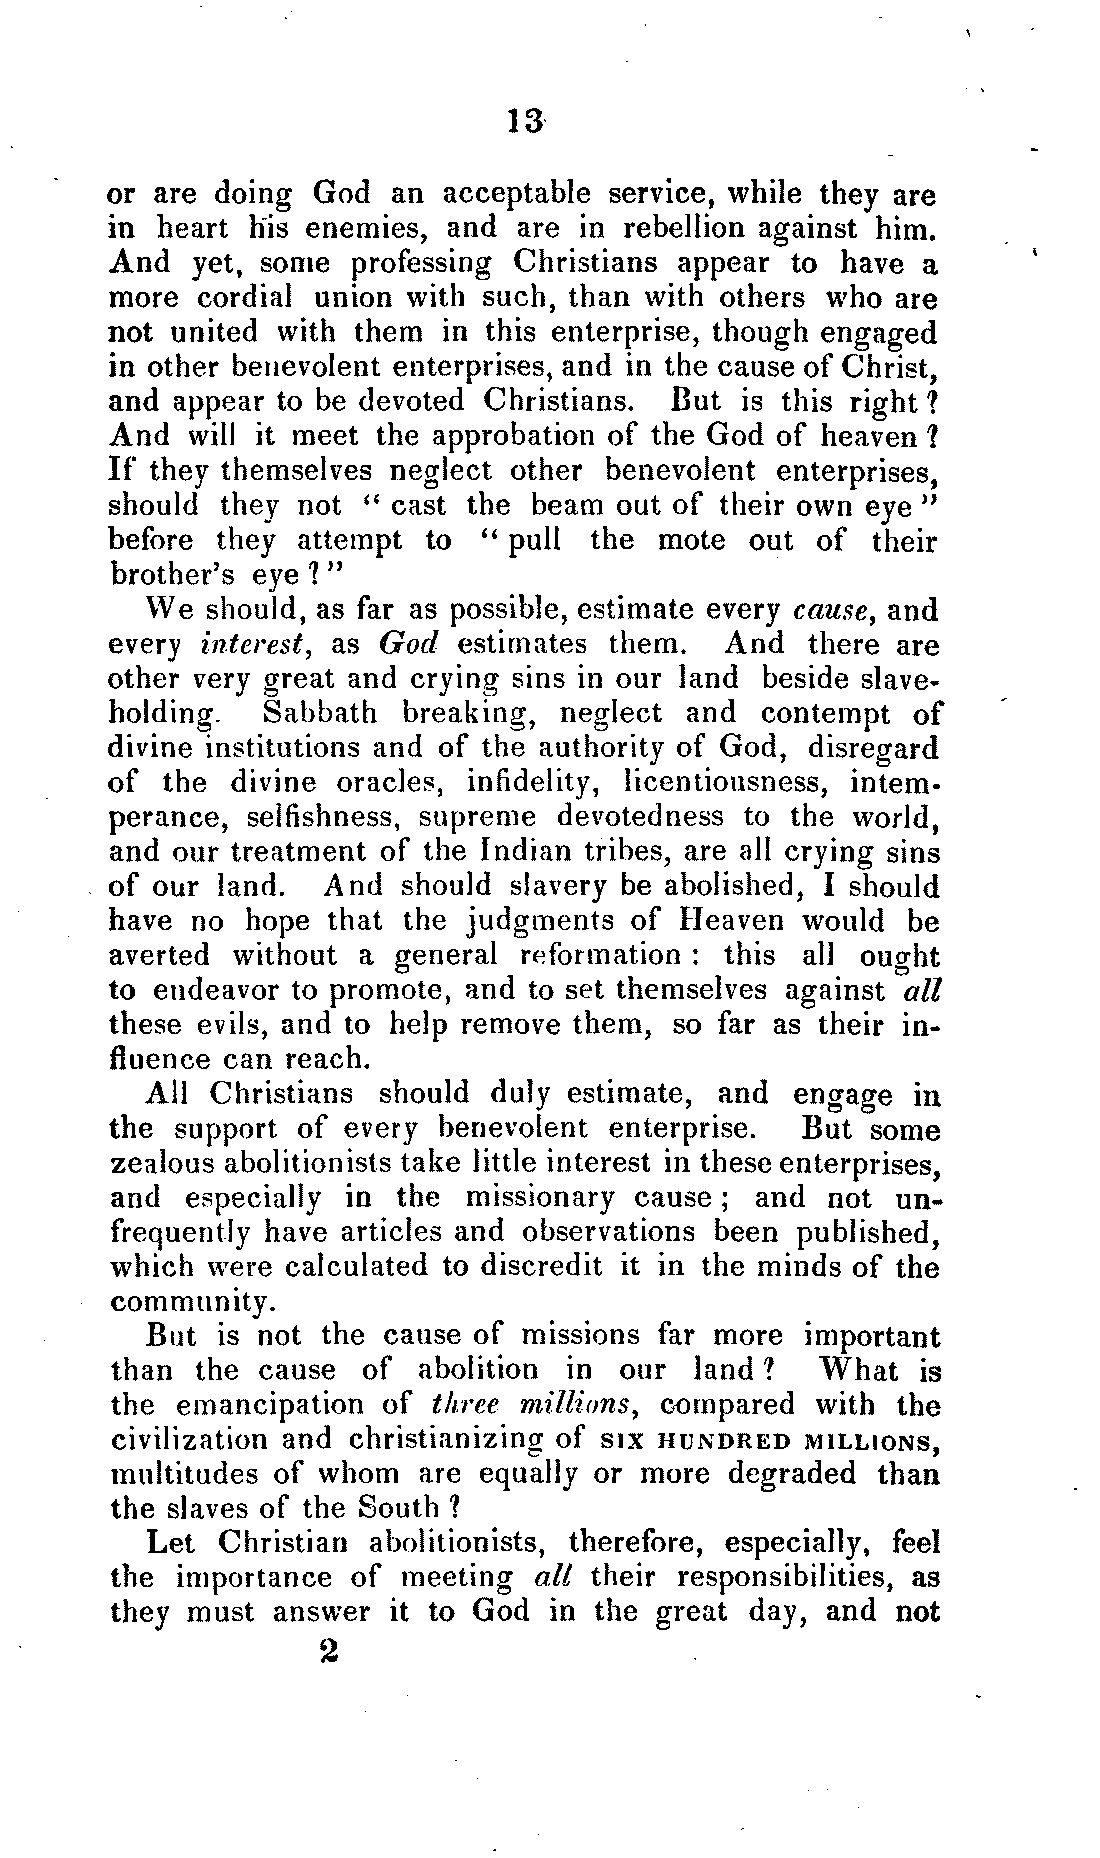 13
or are doing God an acceptable service, while they are
in heart his enemies, and are in rebellion against him.
And yet, some professing Christians appear to have a
more cordial union with such, than with others who are
not united with them in this enterprise, though engaged
in other benevolent enterprises, and in the cause of Christ,
and appear to be devoted Christians. But is this right?
And will it meet the approbation of the God of heaven?
If they themselves neglect other benevolent enterprises,
should they not "cast the beam out of their own eye"
before they attempt to "pull the mote out of their
brother's eye?"
We should, as far as possible, estimate every cause, and
every interest, as God estimates them. And there are
other very great and crying sins in our land beside slave-
holding. Sabbath breaking, neglect and contempt of
divine institutions and of the authority of God, disregard
of the divine oracles, infidelity, licentiousness, intem-
perance, selfishness, supreme devotedness to the world,
and our treatment of the Indian tribes, are all crying sins
of our land. And should slavery be abolished, I should
have no hope that the judgments of Heaven would be
averted without a general reformation: this all ought
to endeavor to promote, and to set themselves against all
these evils, and to help remove them, so far as their in-
fluence can reach.
All Christians should duly estimate, and engage in
the support of every benevolent enterprise. But some
zealous abolitionists take little interest in these enterprises,
and especially in the missionary cause; and not un-
frequently have articles and observations been published,
which were calculated to discredit it in the minds of the
community.
But is not the cause of missions far more important
than the cause of abolition in our land? What is
the emancipation of three millions, compared with the
civilization and christianizing of SIX HUNDRED MILLIONS,
multitudes of whom are equally or more degraded than
the slaves of the South?
Let Christian abolitionists, therefore, especially, feel
the importance of meeting all their responsibilities, as
they must answer it to God in the great day, and not
2